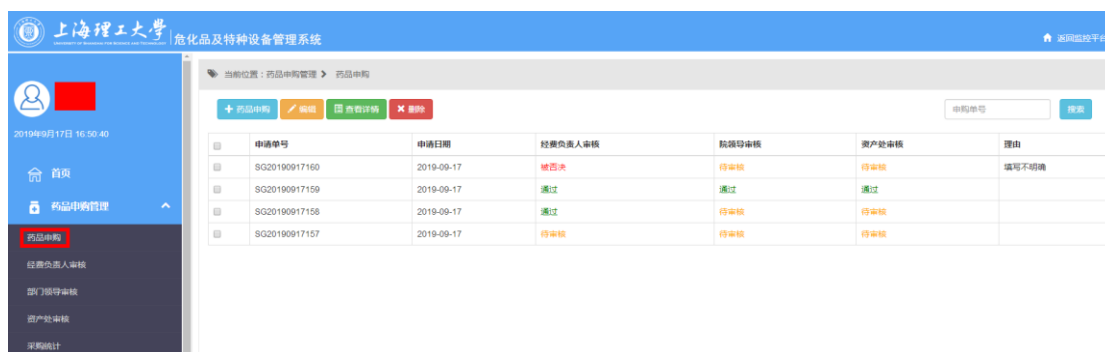 上海理工大學 危化品及特种设备管理系统
返回监控平台
当前位置：药品申购管理 药品申购
药品申购 编辑 查看详情 删除
申购单号 搜索
2019年9月17日 16:50:40
申请单号 申请日期 经费负责人审核 院领导审核 资产处审核 理由
SG20190917160 2019-09-17 被否决 待审核 待审核 填写不明确
SG20190917159 2019-09-17 通过 通过 通过
SG20190917158 2019-09-17 通过 待审核 待审核
SG20190917157 2019-09-17 待审核 待审核 待审核
首页
药品申购管理
药品申购
经费负责人审核
部门领导审核
资产处审核
采购统计